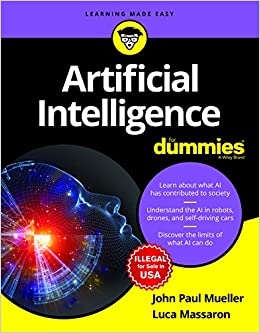 LEARNING MADE EASY
Artificial
Intelligence
for
dummies
A Wiley Brand
Learn about what AI
has contributed to society
Understand the AI in robots,
drones, and self-driving cars
Discover the limits of
what AI can do
ILLEGAL
for Sale in
USA
John Paul Mueller
Luca Massaron